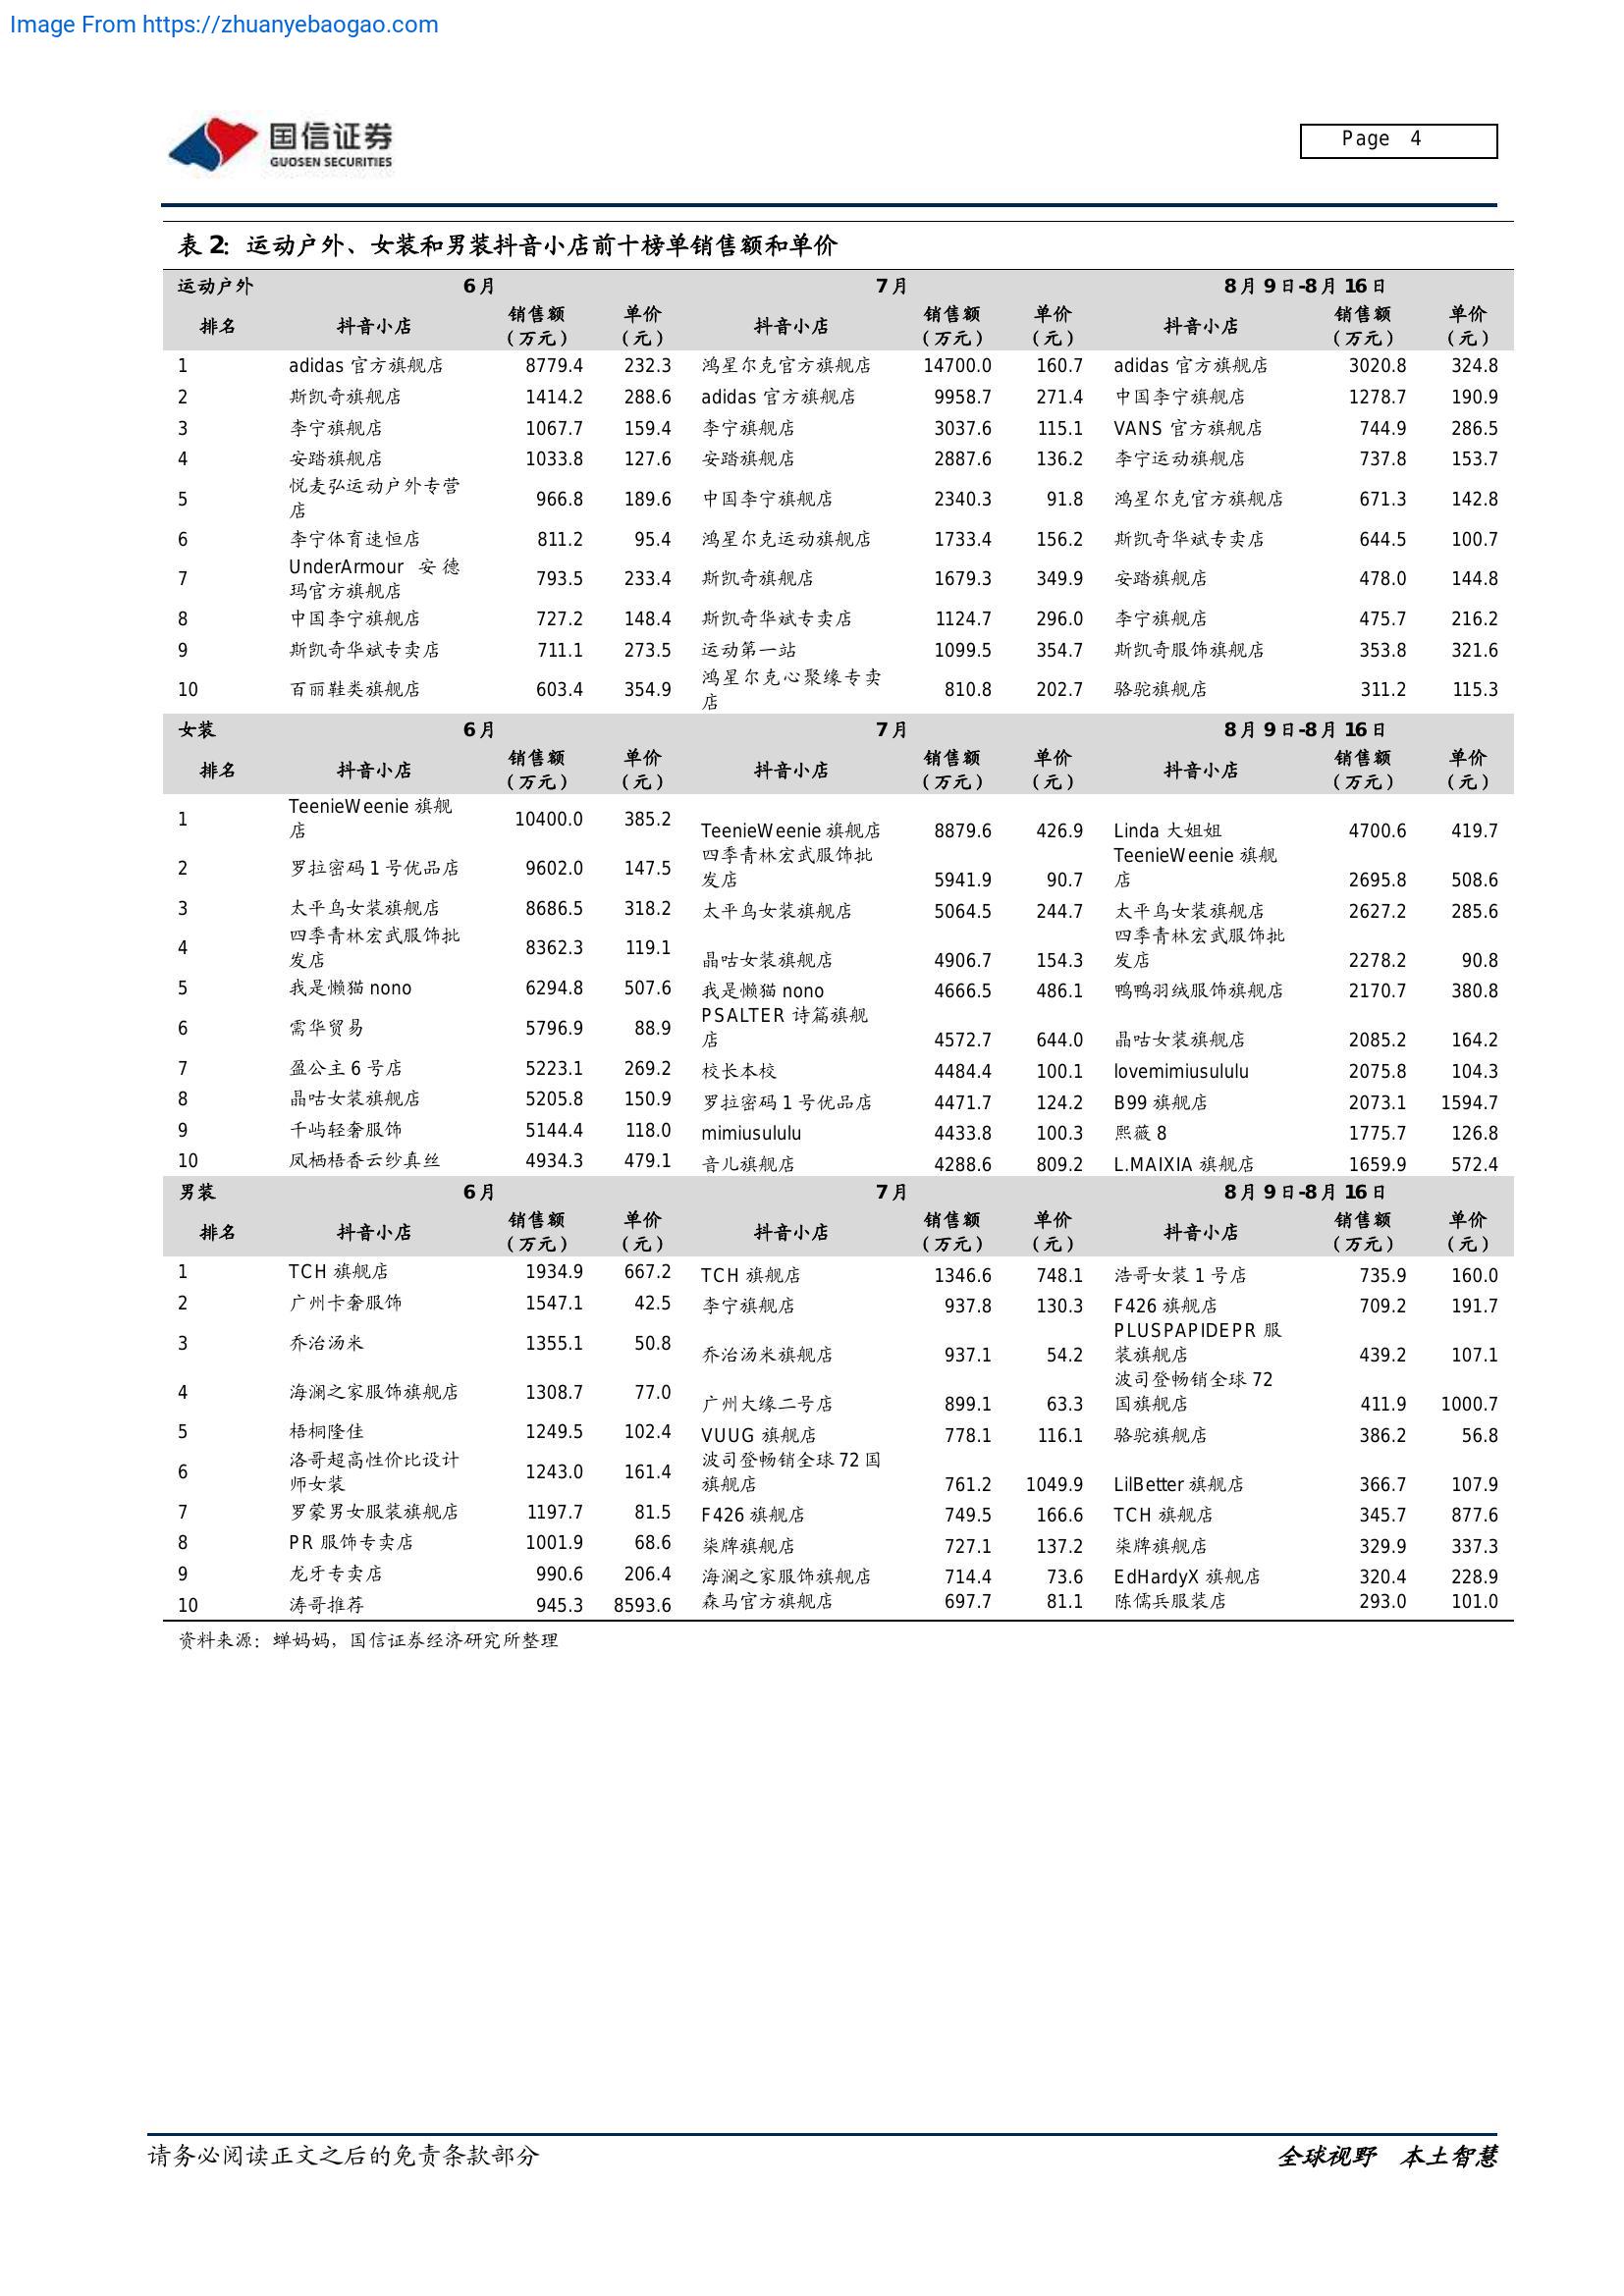 Image From https://zhuanyebaogao.com
国信证券
GUOSEN SECURITIES
Page 4
表 2: 运动户外、女装和男装抖音小店前十榜单销售额和单价
运动户外 6 月 7 月 8 月 9 日-8 月 16 日
排名 抖音小店 销售额（万元） 单价（元） 抖音小店 销售额（万元） 单价（元） 抖音小店 销售额（万元） 单价（元）
1 adidas 官方旗舰店 8779.4 232.3 鸿星尔克官方旗舰店 14700.0 160.7 adidas 官方旗舰店 3020.8 324.8
2 斯凯奇旗舰店 1414.2 288.6 adidas 官方旗舰店 9958.7 271.4 中国李宁旗舰店 1278.7 190.9
3 李宁旗舰店 1067.7 159.4 李宁旗舰店 3037.6 115.1 VANS 官方旗舰店 744.9 286.5
4 安踏旗舰店 1033.8 127.6 安踏旗舰店 2887.6 136.2 李宁运动旗舰店 737.8 153.7
5 悦麦弘运动户外专营店 966.8 189.6 中国李宁旗舰店 2340.3 91.8 鸿星尔克官方旗舰店 671.3 142.8
6 李宁体育速恒店 811.2 95.4 鸿星尔克运动旗舰店 1733.4 156.2 斯凯奇华斌专卖店 644.5 100.7
7 UnderArmour 安德玛官方旗舰店 793.5 233.4 斯凯奇旗舰店 1679.3 349.9 安踏旗舰店 478.0 144.8
8 中国李宁旗舰店 727.2 148.4 斯凯奇华斌专卖店 1124.7 296.0 李宁旗舰店 475.7 216.2
9 斯凯奇华斌专卖店 711.1 273.5 运动第一站 1099.5 354.7 斯凯奇服饰旗舰店 353.8 321.6
10 百丽鞋类旗舰店 603.4 354.9 鸿星尔克心聚缘专卖店 810.8 202.7 骆驼旗舰店 311.2 115.3
女装 6 月 7 月 8 月 9 日-8 月 16 日
排名 抖音小店 销售额（万元） 单价（元） 抖音小店 销售额（万元） 单价（元） 抖音小店 销售额（万元） 单价（元）
1 TeenieWeenie 旗舰店 10400.0 385.2 TeenieWeenie 旗舰店 8879.6 426.9 Linda 大姐姐 4700.6 419.7
2 罗拉密码 1 号优品店 9602.0 147.5 四季青林宏武服饰批发店 5941.9 90.7 TeenieWeenie 旗舰店 2695.8 508.6
3 太平鸟女装旗舰店 8686.5 318.2 太平鸟女装旗舰店 5064.5 244.7 太平鸟女装旗舰店 2627.2 285.6
4 四季青林宏武服饰批发店 8362.3 119.1 晶咕女装旗舰店 4906.7 154.3 四季青林宏武服饰批发店 2278.2 90.8
5 我是懒猫 nono 6294.8 507.6 我是懒猫 nono 4666.5 486.1 鸭鸭羽绒服饰旗舰店 2170.7 380.8
6 需华贸易 5796.9 88.9 PSALTER 诗篇旗舰店 4572.7 644.0 晶咕女装旗舰店 2085.2 164.2
7 盈公主 6 号店 5223.1 269.2 校长本校 4484.4 100.1 lovemimiusululu 2075.8 104.3
8 晶咕女装旗舰店 5205.8 150.9 罗拉密码 1 号优品店 4471.7 124.2 B99 旗舰店 2073.1 1594.7
9 千屿轻奢服饰 5144.4 118.0 mimiusululu 4433.8 100.3 熙薇 8 1775.7 126.8
10 凤栖梧香云纱真丝 4934.3 479.1 音儿旗舰店 4288.6 809.2 L.MAIXIA 旗舰店 1659.9 572.4
男装 6 月 7 月 8 月 9 日-8 月 16 日
排名 抖音小店 销售额（万元） 单价（元） 抖音小店 销售额（万元） 单价（元） 抖音小店 销售额（万元） 单价（元）
1 TCH 旗舰店 1934.9 667.2 TCH 旗舰店 1346.6 748.1 浩哥女装 1 号店 735.9 160.0
2 广州卡奢服饰 1547.1 42.5 李宁旗舰店 937.8 130.3 F426 旗舰店 709.2 191.7
3 乔治汤米 1355.1 50.8 乔治汤米旗舰店 937.1 54.2 PLUSPAPIDEPR 服装旗舰店 439.2 107.1
4 海澜之家服饰旗舰店 1308.7 77.0 广州大缘二号店 899.1 63.3 波司登畅销全球 72 国旗舰店 411.9 1000.7
5 梧桐隆佳 1249.5 102.4 VUUG 旗舰店 778.1 116.1 骆驼旗舰店 386.2 56.8
6 洛哥超高性价比设计师女装 1243.0 161.4 波司登畅销全球 72 国旗舰店 761.2 1049.9 LilBetter 旗舰店 366.7 107.9
7 罗蒙男女服装旗舰店 1197.7 81.5 F426 旗舰店 749.5 166.6 TCH 旗舰店 345.7 877.6
8 PR 服饰专卖店 1001.9 68.6 柒牌旗舰店 727.1 137.2 柒牌旗舰店 329.9 337.3
9 龙牙专卖店 990.6 206.4 海澜之家服饰旗舰店 714.4 73.6 EdHardyX 旗舰店 320.4 228.9
10 涛哥推荐 945.3 8593.6 森马官方旗舰店 697.7 81.1 陈儒兵服装店 293.0 101.0
资料来源：蝉妈妈，国信证券经济研究所整理
请务必阅读正文之后的免责条款部分
全球视野 本土智慧